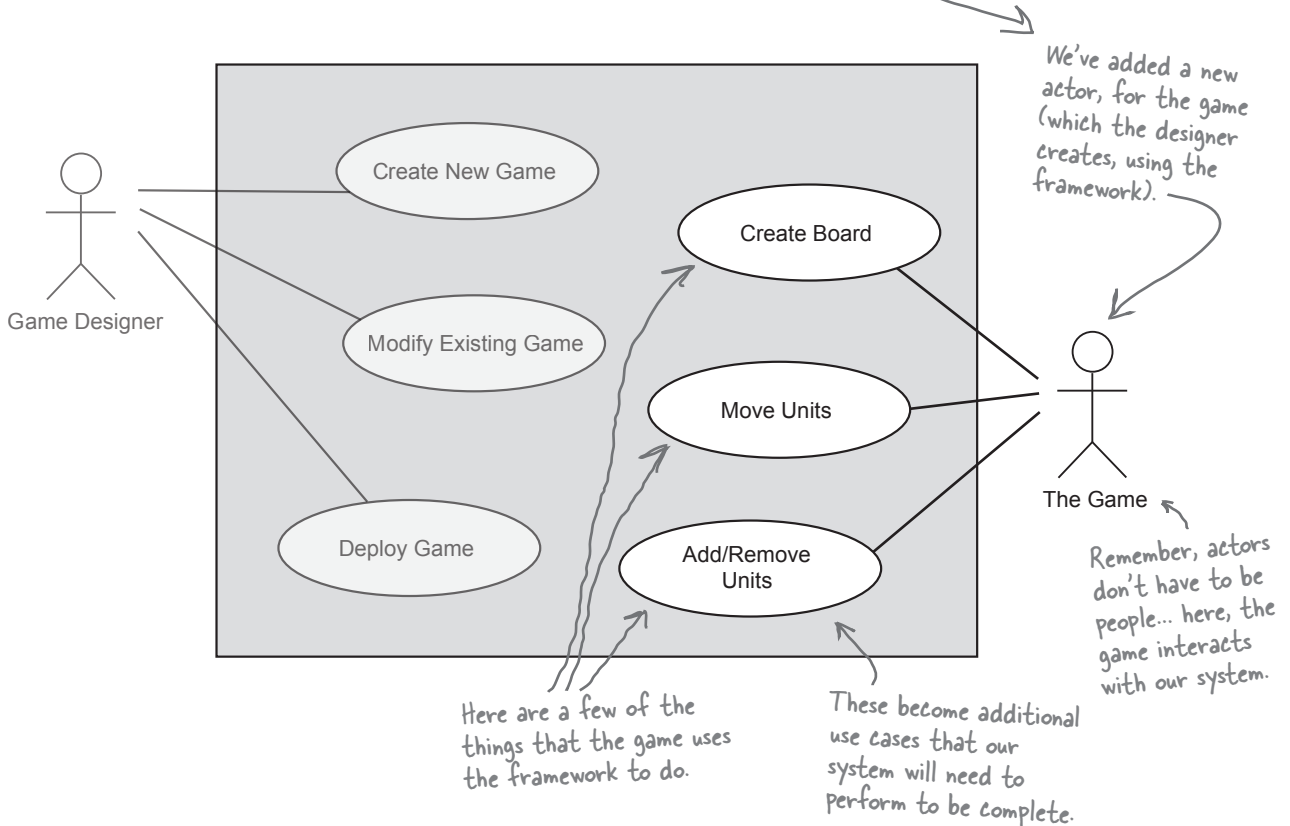 We've added a new
actor, for the game
(which the designer
creates, using the
framework).
Create New Game
Create Board
Game Designer
Modify Existing Game
Move Units
The Game
Deploy Game
Add/Remove
Units
Remember, actors
don't have to be
people... here, the
game interacts
with our system.
Here are a few of the
things that the game uses
the framework to do.
These become additional
use cases that our
system will need to
perform to be complete.